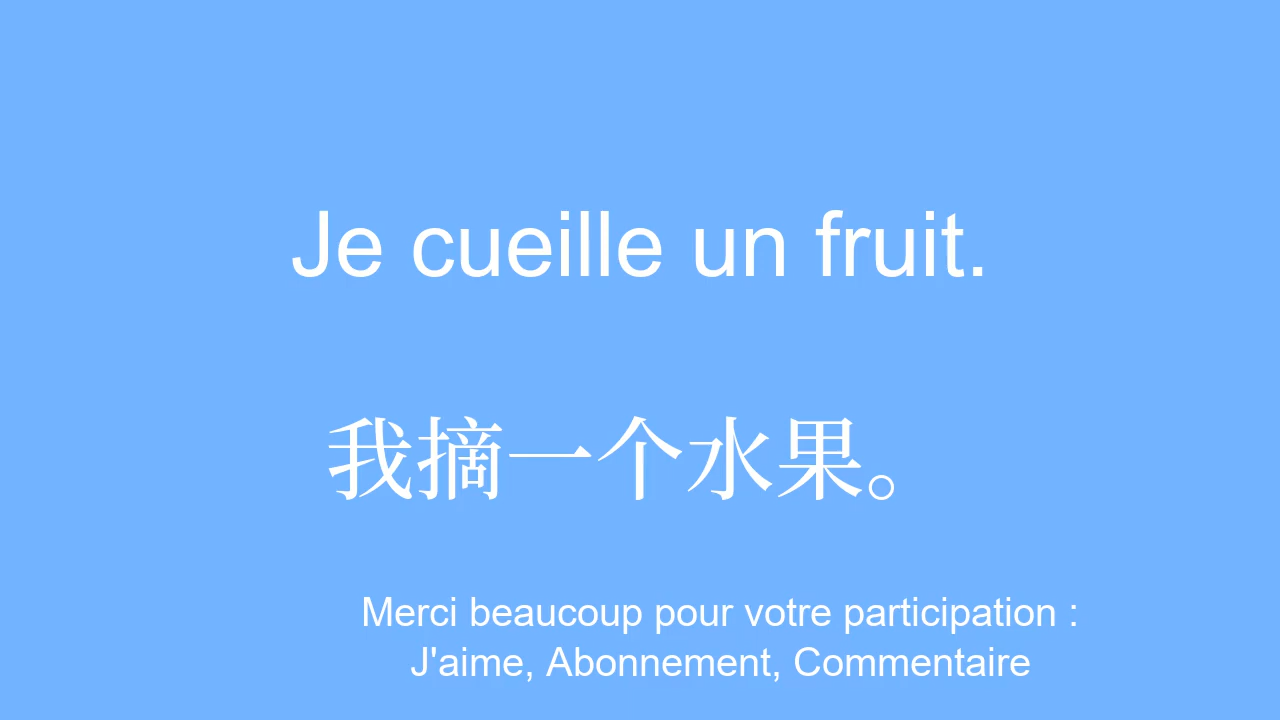 Je cueille un fruit.
我摘一个水果。
Merci beaucoup pour votre participation :
J'aime, Abonnement, Commentaire